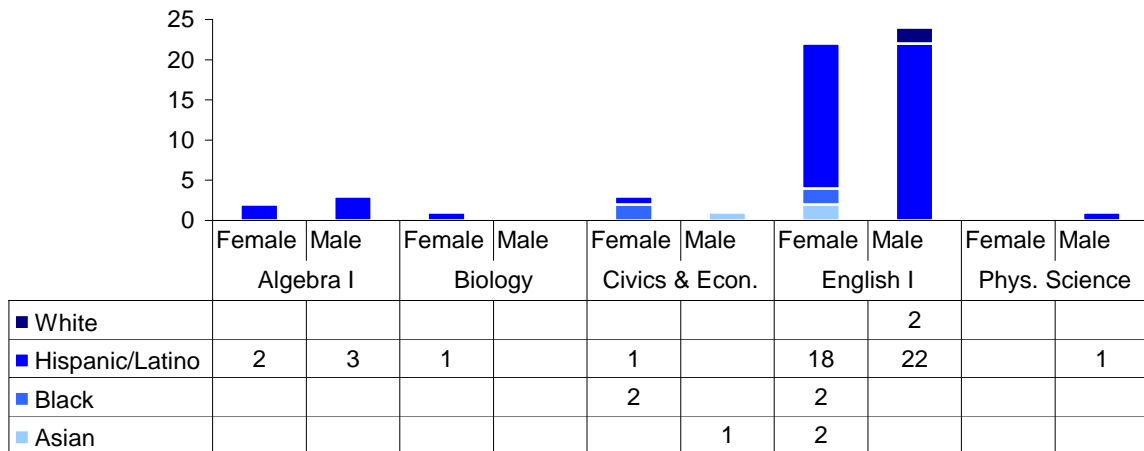 25
20
15
10
5
0
Female Male Female Male Female Male Female Male Female Male
Algebra I Biology Civics & Econ. English I Phys. Science
White 2
Hispanic/Latino 2 3 1 1 18 22 1
Black 2 2
Asian 1 2